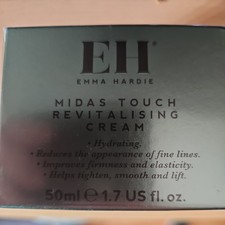 EH
EMMA HARDIE
MIDAS TOUCH
REVITALISING
CREAM
• Hydrating.
• Reduces the appearance of fine lines.
• Improves firmness and elasticity.
• Helps tighten, smooth and lift.
50ml ℮ 1.7 US fl. oz.